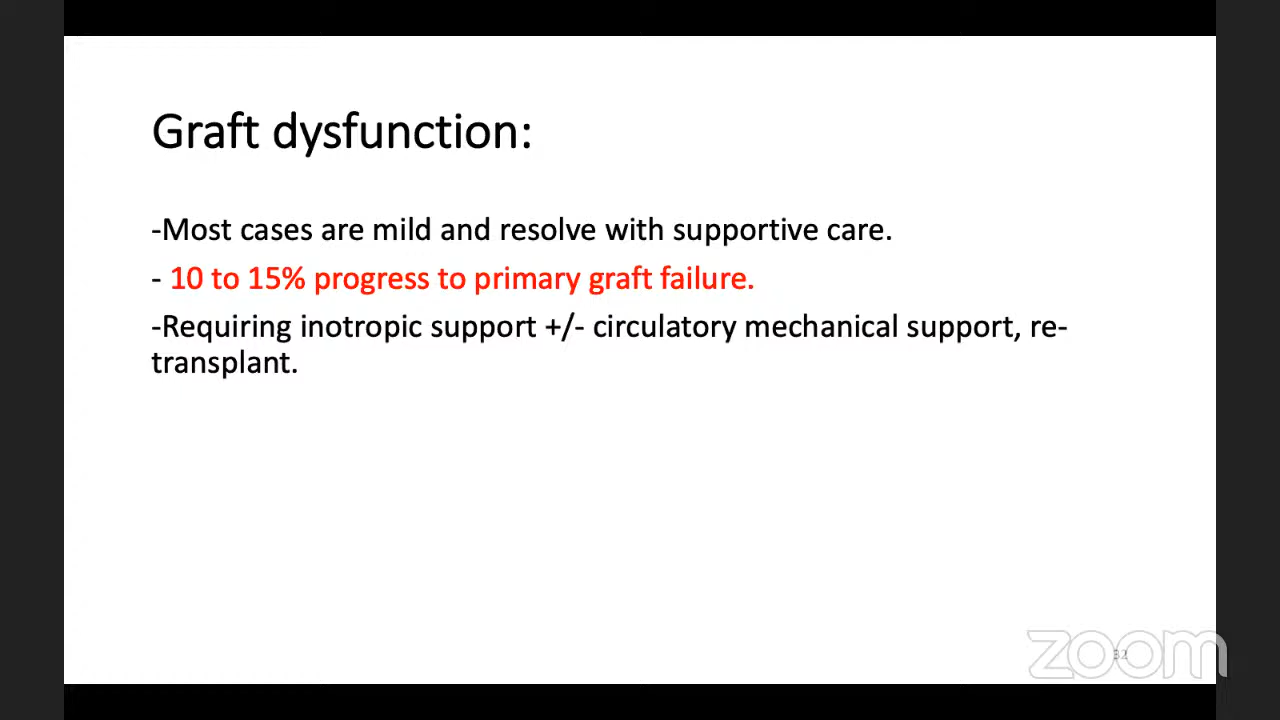 Graft dysfunction:
-Most cases are mild and resolve with supportive care.
- 10 to 15% progress to primary graft failure.
-Requiring inotropic support +/- circulatory mechanical support, re-
transplant.
32
zoom